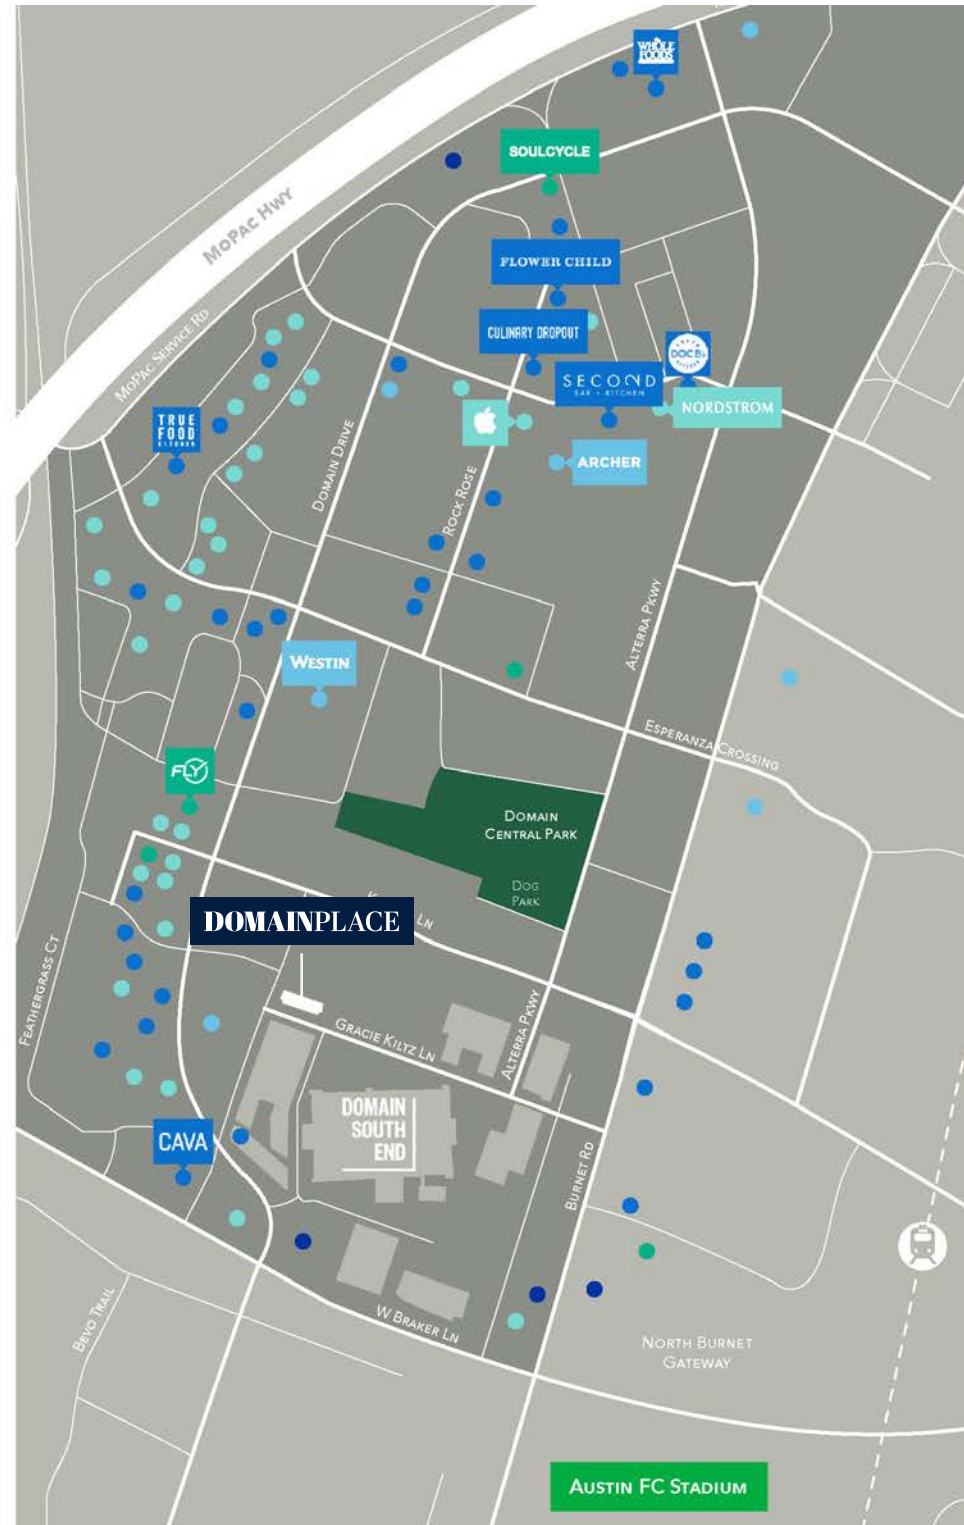 WHOLE
FOODS
SOULCYCLE
MoPac Hwy
FLOWER CHILD
MoPac Service Rd
CULINARY DROPOUT
DOC B's
SECOND
BAR + KITCHEN
NORDSTROM
TRUE
FOOD
KITCHEN
Domain Drive
Rock Rose
ARCHER
Alterra Pkwy
Westin
Esperanza Crossing
FLY
Domain
Central Park
Dog
Park
Ln
DOMAINPLACE
Feathergrass Ct
Gracie Kiltz Ln
Alterra Pkwy
DOMAIN
SOUTH
END
CAVA
Burnet Rd
Bevo Trail
W Braker Ln
North Burnet
Gateway
Austin FC Stadium